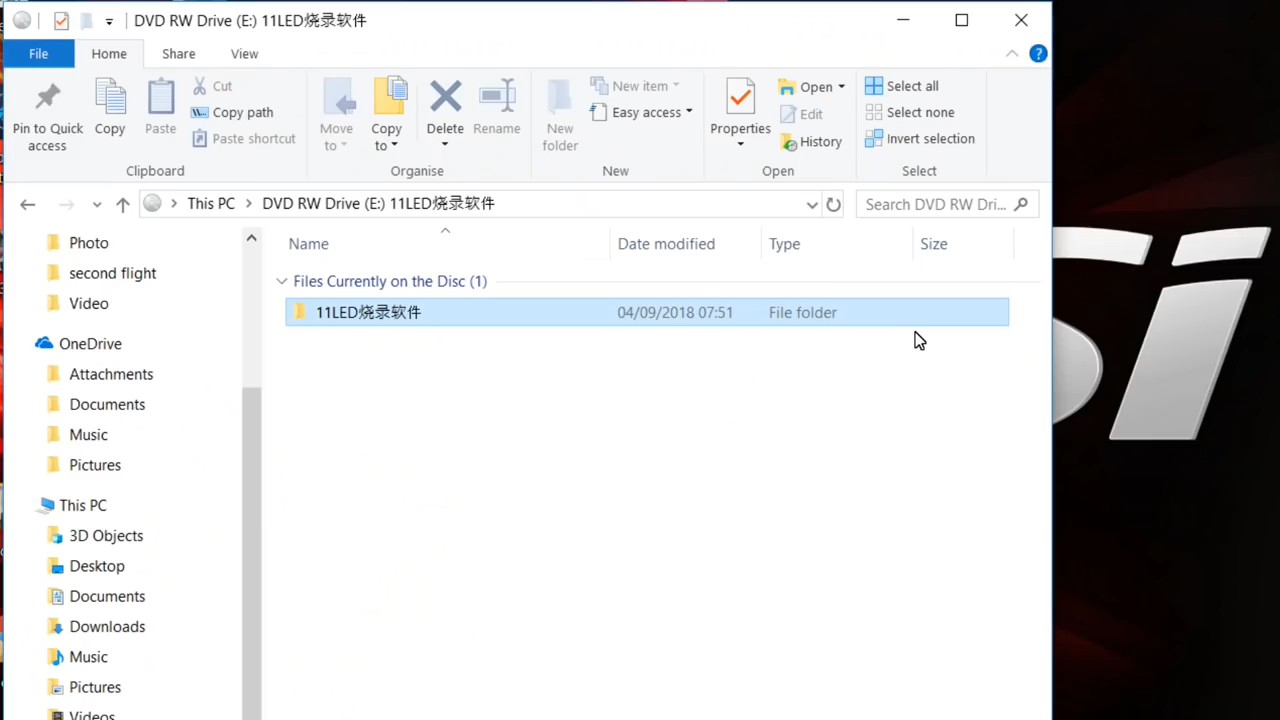 DVD RW Drive (E:) 11LED烧录软件
File Home Share View
Pin to Quick access
Copy
Paste
Cut
Copy path
Paste shortcut
Clipboard
Move to
Copy to
Delete
Rename
Organise
New folder
New item
Easy access
New
Properties
Open
Edit
History
Open
Select all
Select none
Invert selection
Select
This PC DVD RW Drive (E:) 11LED烧录软件
Search DVD RW Dri...
Photo
second flight
Video
OneDrive
Attachments
Documents
Music
Pictures
This PC
3D Objects
Desktop
Documents
Downloads
Music
Pictures
Videos
Name Date modified Type Size
Files Currently on the Disc (1)
11LED烧录软件 04/09/2018 07:51 File folder